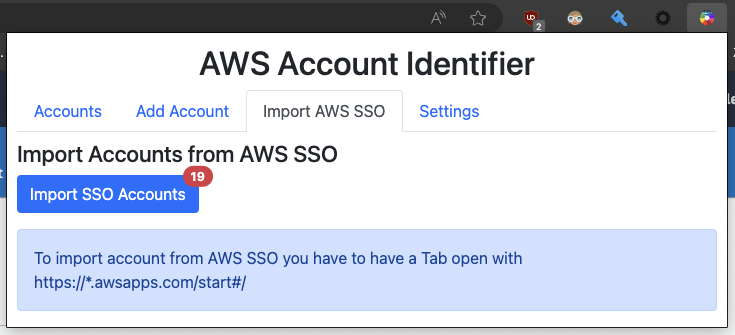 A
UD
2
AWS Account Identifier
Accounts Add Account Import AWS SSO Settings
Import Accounts from AWS SSO
Import SSO Accounts 19
To import account from AWS SSO you have to have a Tab open with
https://*.awsapps.com/start#/